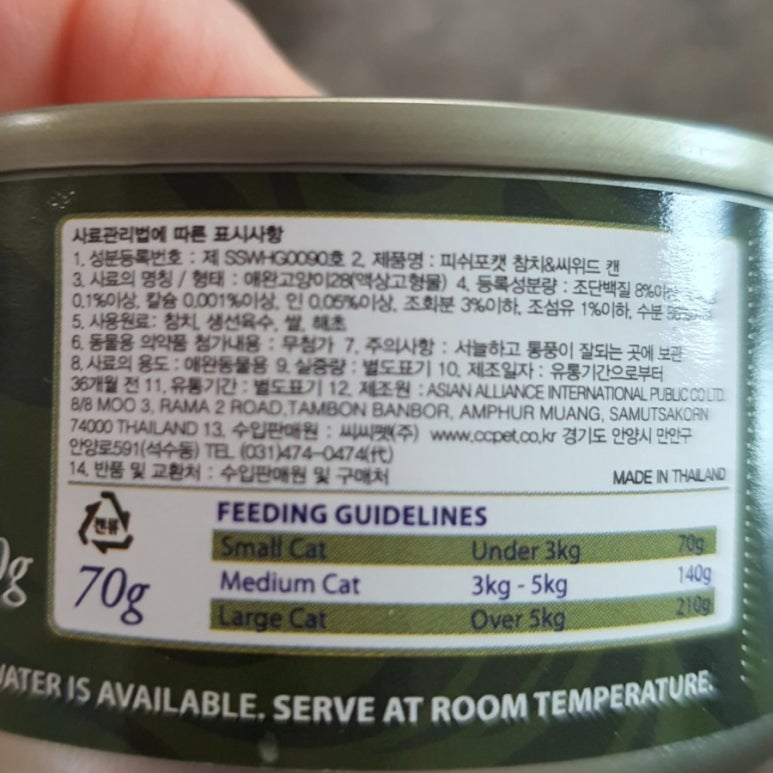 사료관리법에 따른 표시사항
1. 성분등록번호 : 제 SSWHG0090호 2. 제품명 : 피쉬포캣 참치&씨위드 캔
3. 사료의 명칭 / 형태 : 애완고양이28(액상고형물) 4. 등록성분량 : 조단백질 8%이상
0.1%이상, 칼슘 0.001%이상, 인 0.05%이상, 조회분 3%이하, 조섬유 1%이하, 수분
5. 사용원료: 참치, 생선육수, 쌀, 해초
6. 동물용 의약품 첨가내용 : 무첨가 7. 주의사항 : 서늘하고 통풍이 잘되는 곳에 보관
8. 사료의 용도 : 애완동물용 9. 실중량 : 별도표기 10. 제조일자 : 유통기간으로부터
36개월 전 11. 유통기간 : 별도표기 12. 제조원 : ASIAN ALLIANCE INTERNATIONAL PUBLIC CO LTD.
8/8 MOO 3, RAMA 2 ROAD,TAMBON BANBOR, AMPHUR MUANG, SAMUTSAKORN
74000 THAILAND 13. 수입판매원 : 씨씨펫(주) www.ccpet.co.kr 경기도 안양시 만안구
안양로591(석수동) TEL (031)474-0474(代)
14. 반품 및 교환처 : 수입판매원 및 구매처
MADE IN THAILAND
캔류
70g
FEEDING GUIDELINES
Small Cat Under 3kg 70g
Medium Cat 3kg - 5kg 140g
Large Cat Over 5kg 210g
WATER IS AVAILABLE. SERVE AT ROOM TEMPERATURE.